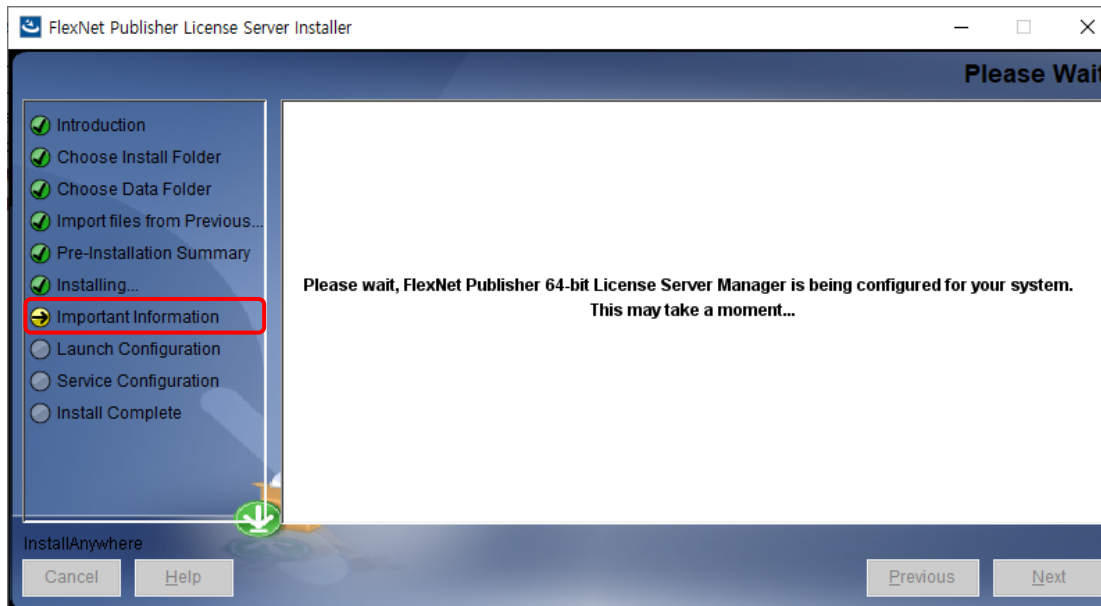 FlexNet Publisher License Server Installer
Please Wait
Introduction
Choose Install Folder
Choose Data Folder
Import files from Previous...
Pre-Installation Summary
Installing...
Important Information
Launch Configuration
Service Configuration
Install Complete
Please wait, FlexNet Publisher 64-bit License Server Manager is being configured for your system.
This may take a moment...
InstallAnywhere
Cancel Help Previous Next